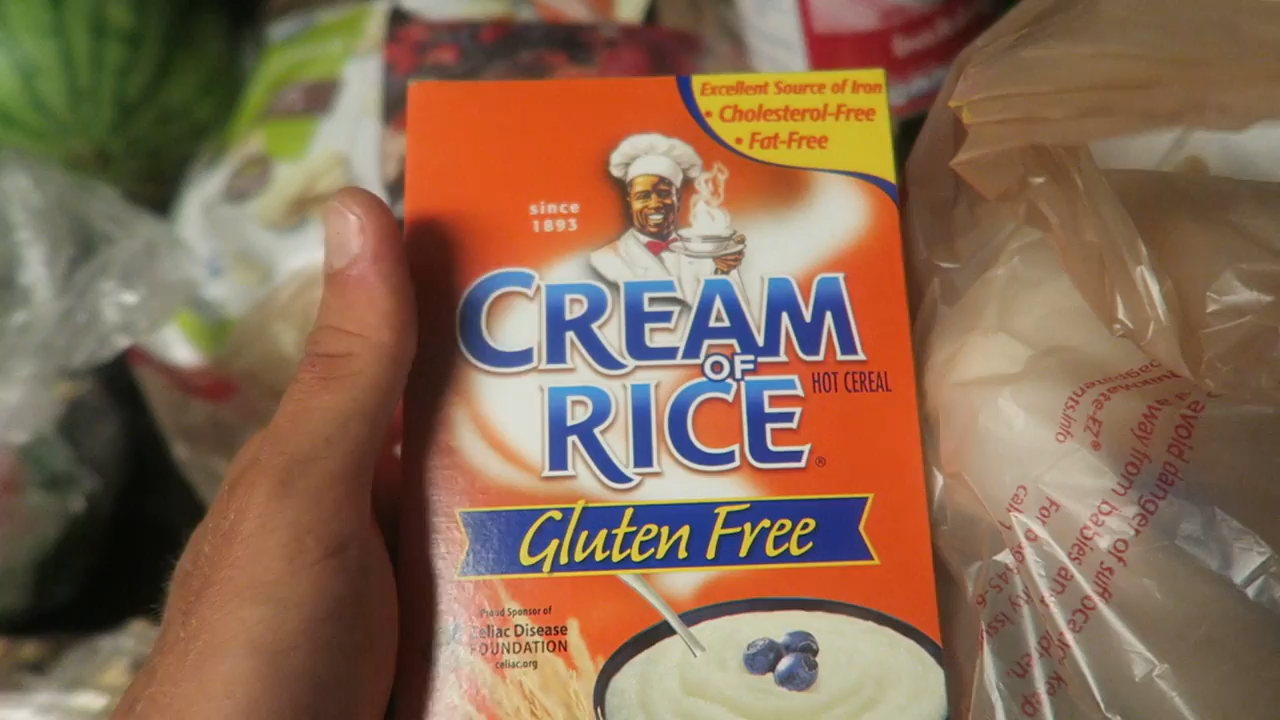 Excellent Source of Iron
• Cholesterol-Free
• Fat-Free
since
1893
CREAM
OF
RICE®
HOT CEREAL
Gluten Free
Proud Sponsor of
Celiac Disease
FOUNDATION
celiac.org
avoid danger of
away from babies and